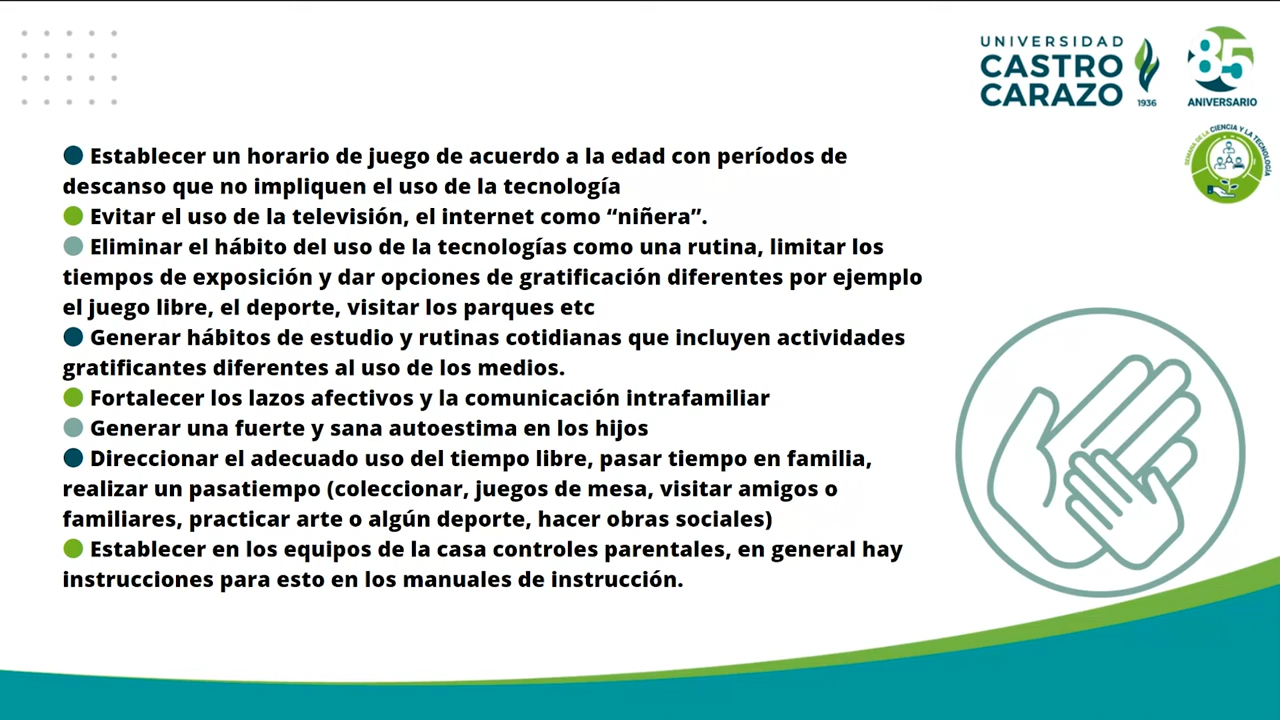 UNIVERSIDAD
CASTRO
CARAZO
1936
85
ANIVERSARIO
SEMANA DE LA CIENCIA Y LA TECNOLOGÍA
Establecer un horario de juego de acuerdo a la edad con períodos de
descanso que no impliquen el uso de la tecnología
Evitar el uso de la televisión, el internet como “niñera”.
Eliminar el hábito del uso de la tecnologías como una rutina, limitar los
tiempos de exposición y dar opciones de gratificación diferentes por ejemplo
el juego libre, el deporte, visitar los parques etc
Generar hábitos de estudio y rutinas cotidianas que incluyen actividades
gratificantes diferentes al uso de los medios.
Fortalecer los lazos afectivos y la comunicación intrafamiliar
Generar una fuerte y sana autoestima en los hijos
Direccionar el adecuado uso del tiempo libre, pasar tiempo en familia,
realizar un pasatiempo (coleccionar, juegos de mesa, visitar amigos o
familiares, practicar arte o algún deporte, hacer obras sociales)
Establecer en los equipos de la casa controles parentales, en general hay
instrucciones para esto en los manuales de instrucción.